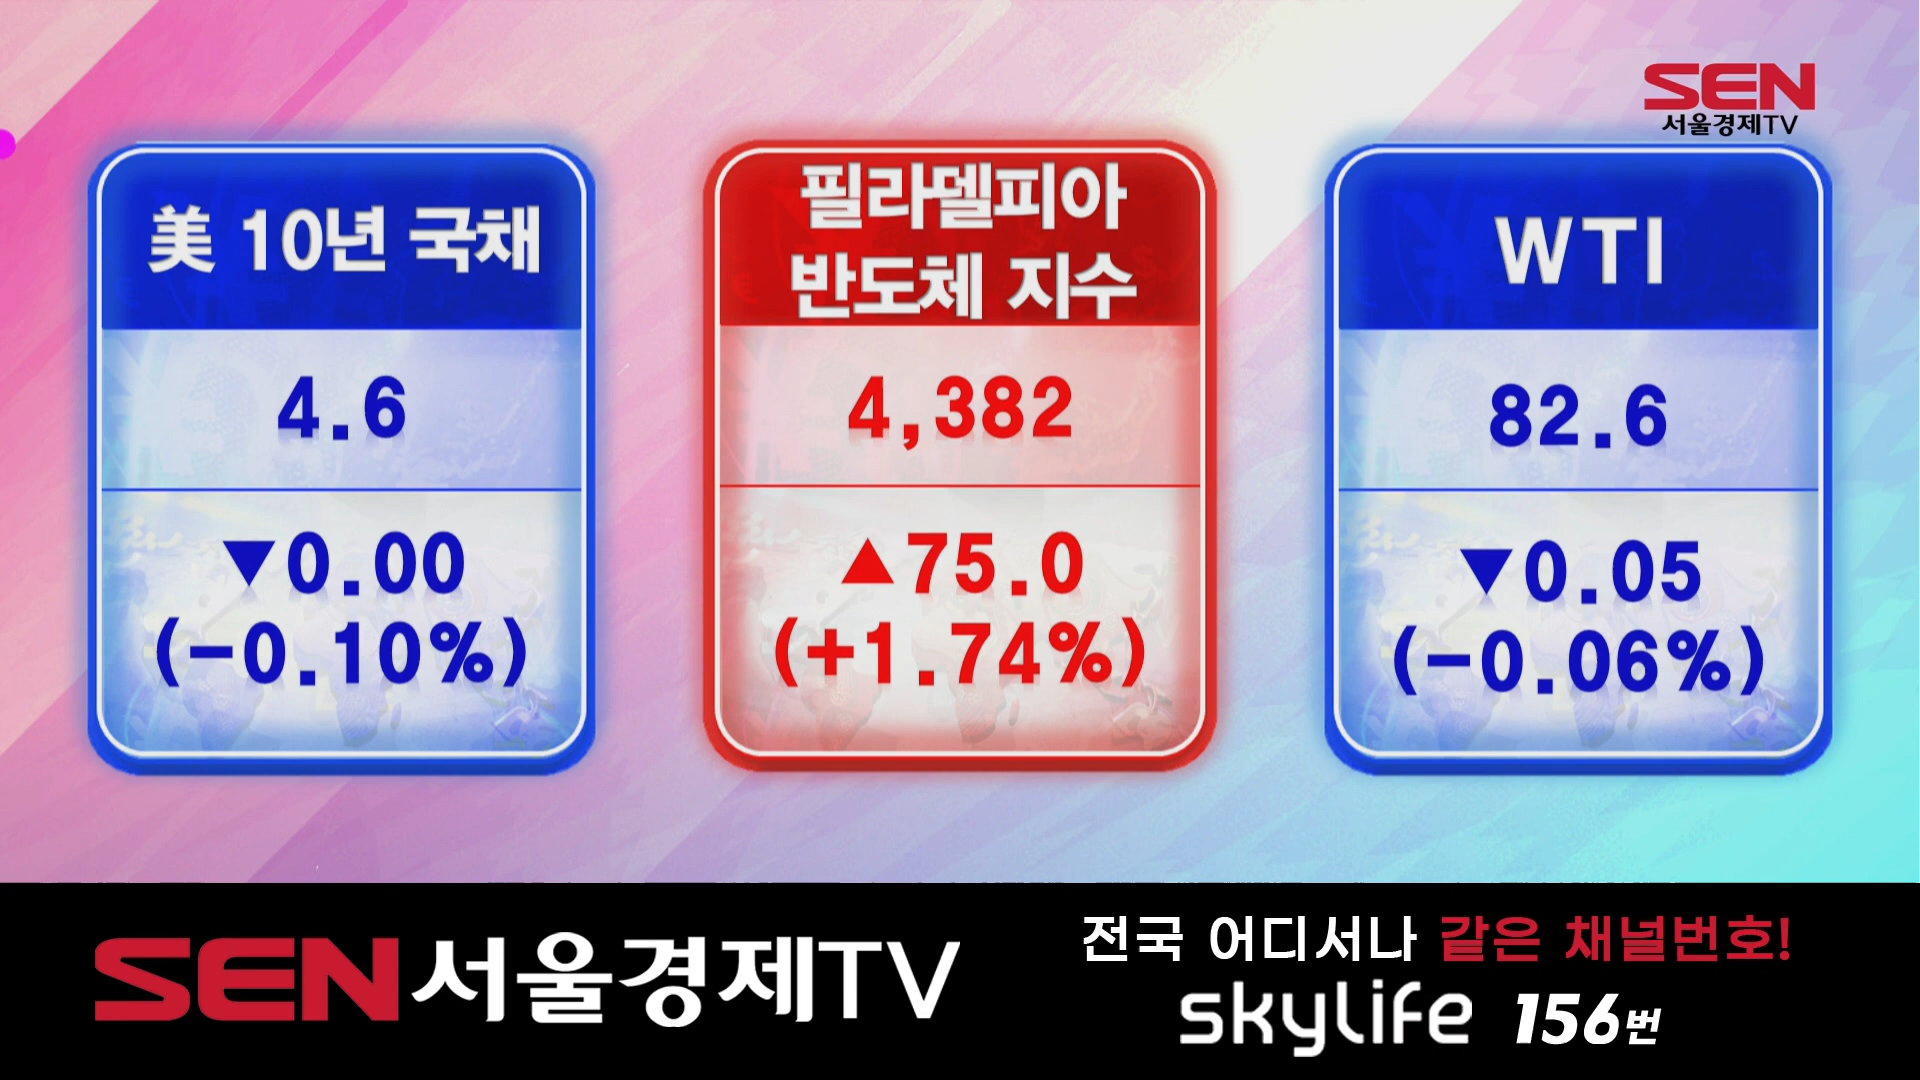 SEN
서울경제TV
美 10년 국채
4.6
▼0.00
(-0.10%)
필라델피아
반도체 지수
4,382
▲75.0
(+1.74%)
WTI
82.6
▼0.05
(-0.06%)
SEN서울경제TV
전국 어디서나 같은 채널번호!
skylife 156번